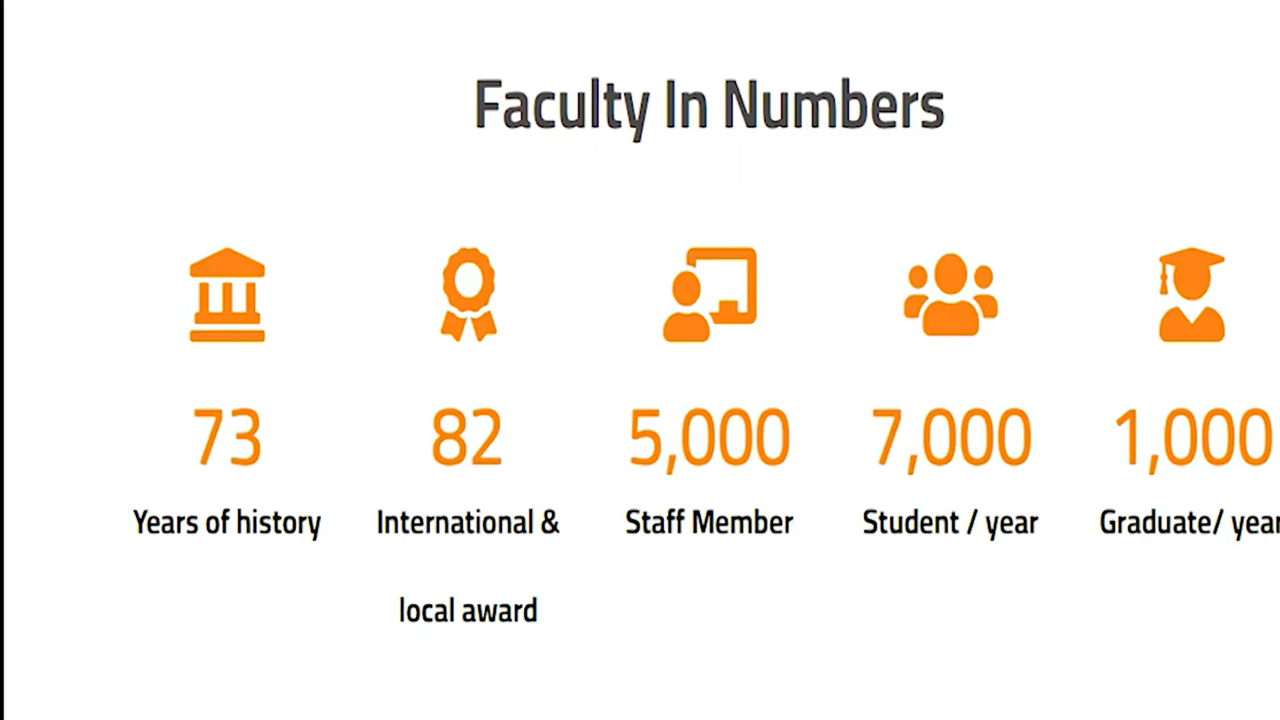 Faculty In Numbers
73 82 5,000 7,000 1,000
Years of history International & Staff Member Student / year Graduate/ year
local award